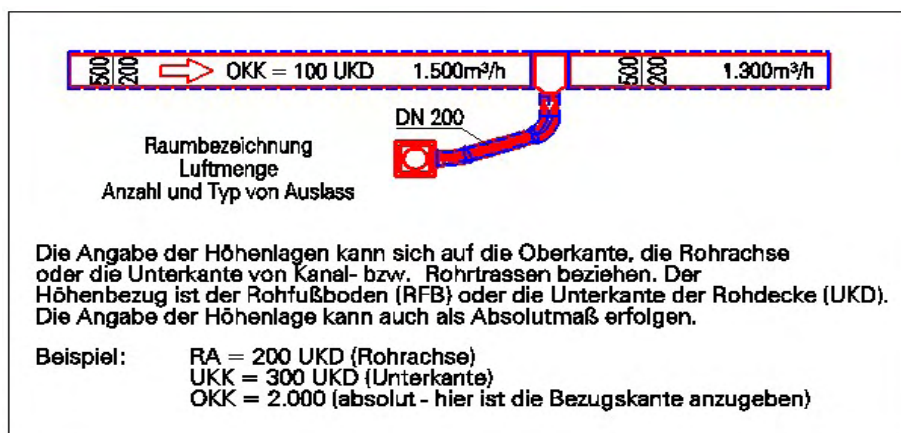 500 200 OKK = 100 UKD 1.500m³/h 500 200 1.300m³/h
DN 200
Raumbezeichnung
Luftmenge
Anzahl und Typ von Auslass
Die Angabe der Höhenlagen kann sich auf die Oberkante, die Rohrachse
oder die Unterkante von Kanal- bzw. Rohrtrassen beziehen. Der
Höhenbezug ist der Rohfußboden (RFB) oder die Unterkante der Rohdecke (UKD).
Die Angabe der Höhenlage kann auch als Absolutmaß erfolgen.
Beispiel: RA = 200 UKD (Rohrachse)
UKK = 300 UKD (Unterkante)
OKK = 2.000 (absolut - hier ist die Bezugskante anzugeben)